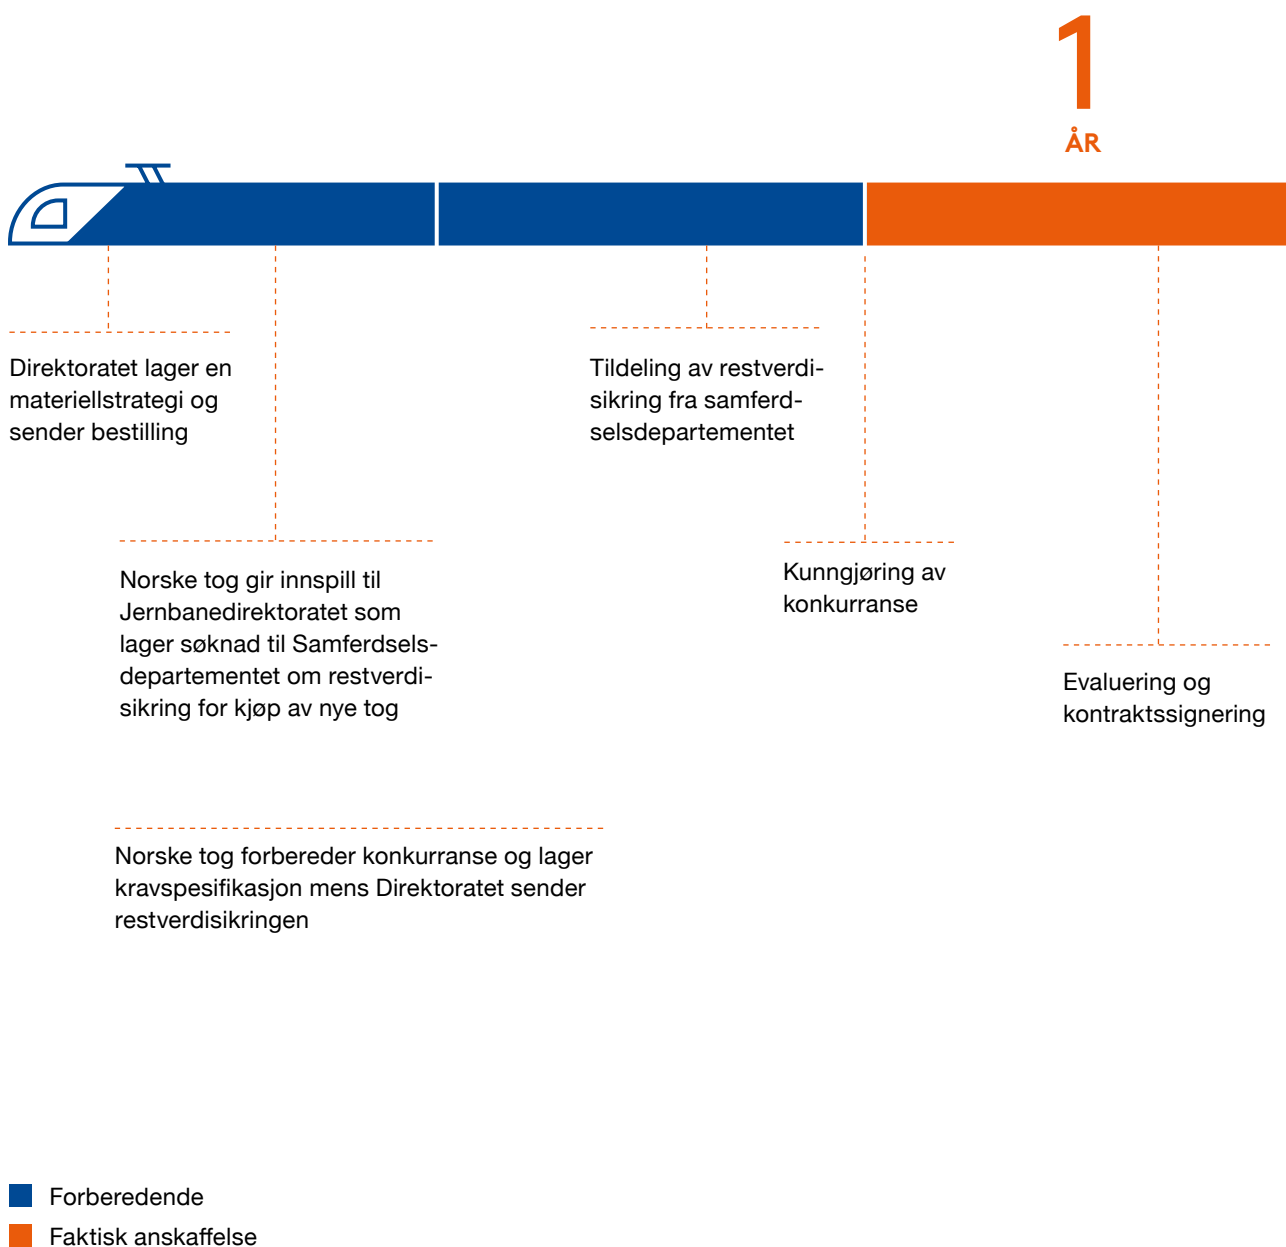 1
ÅR
Direktoratet lager en
materiellstrategi og
sender bestilling
Tildeling av restverdi-
sikring fra samferd-
selsdepartementet
Norske tog gir innspill til
Jernbanedirektoratet som
lager søknad til Samferdsels-
departementet om restverdi-
sikring for kjøp av nye tog
Kunngjøring av
konkurranse
Evaluering og
kontraktssignering
Norske tog forbereder konkurranse og lager
kravspesifikasjon mens Direktoratet sender
restverdisikringen
Forberedende
Faktisk anskaffelse